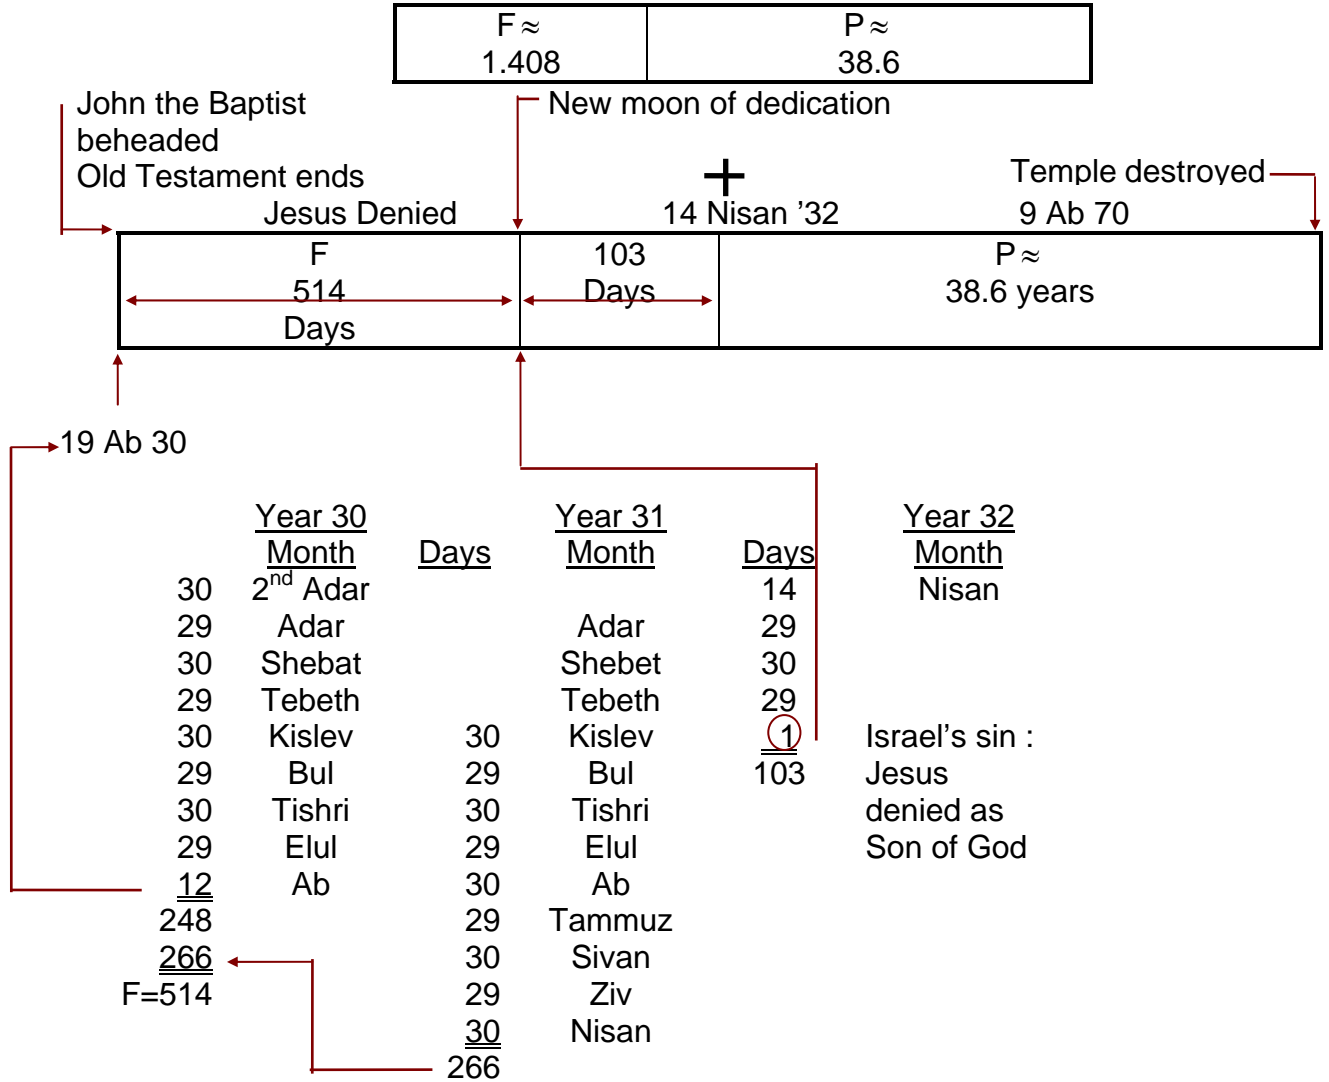 F ≈ P ≈
1.408 38.6
John the Baptist New moon of dedication
beheaded
Old Testament ends Temple destroyed
Jesus Denied 14 Nisan '32 9 Ab 70
F 103 P ≈
514 Days 38.6 years
Days
19 Ab 30
Year 30 Year 31 Year 32
Month Days Month Days Month
30 2nd Adar 14 Nisan
29 Adar Adar 29
30 Shebat Shebet 30
29 Tebeth Tebeth 29
30 Kislev 30 Kislev 1 Israel's sin :
29 Bul 29 Bul 103 Jesus
30 Tishri 30 Tishri denied as
29 Elul 29 Elul Son of God
12 Ab 30 Ab
248 29 Tammuz
266 30 Sivan
F=514 29 Ziv
30 Nisan
266